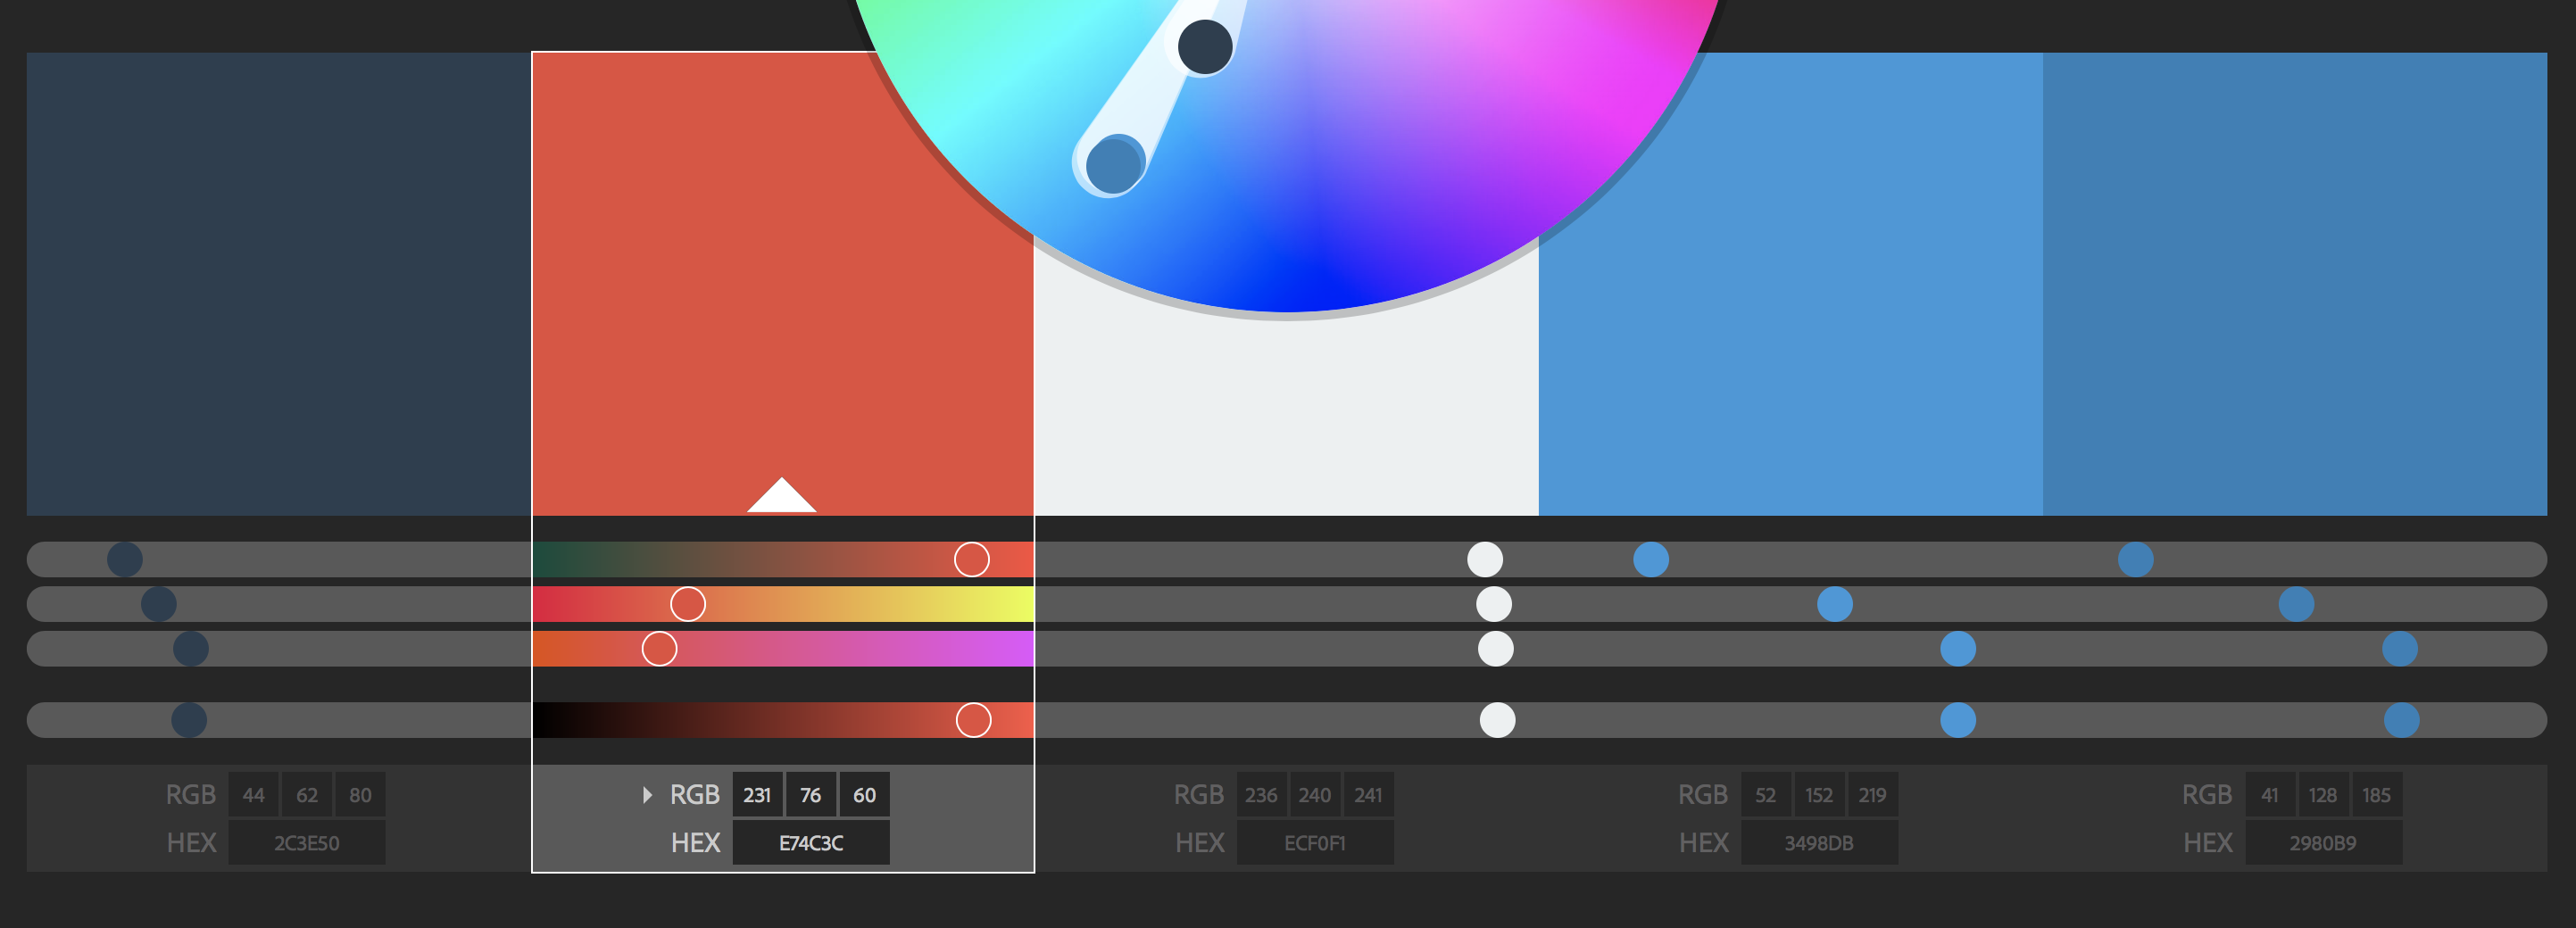 RGB 44 62 80
HEX 2C3E50
RGB 231 76 60
HEX E74C3C
RGB 236 240 241
HEX ECF0F1
RGB 52 152 219
HEX 3498DB
RGB 41 128 185
HEX 2980B9